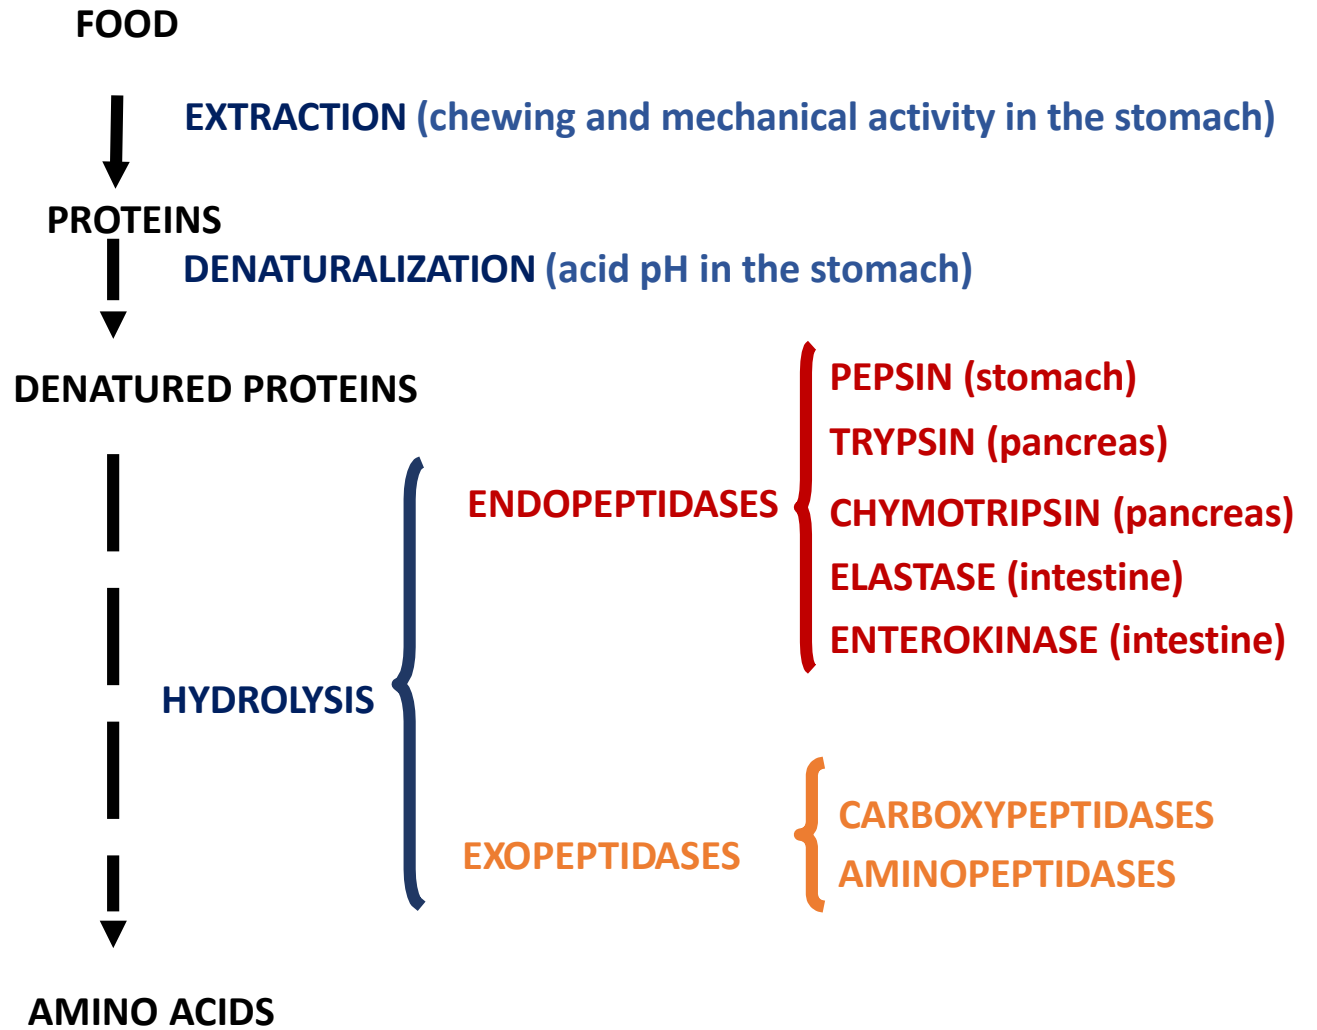 FOOD
EXTRACTION (chewing and mechanical activity in the stomach)
PROTEINS
DENATURALIZATION (acid pH in the stomach)
DENATURED PROTEINS
HYDROLYSIS
ENDOPEPTIDASES
PEPSIN (stomach)
TRYPSIN (pancreas)
CHYMOTRIPSIN (pancreas)
ELASTASE (intestine)
ENTEROKINASE (intestine)
EXOPEPTIDASES
CARBOXYPEPTIDASES
AMINOPEPTIDASES
AMINO ACIDS